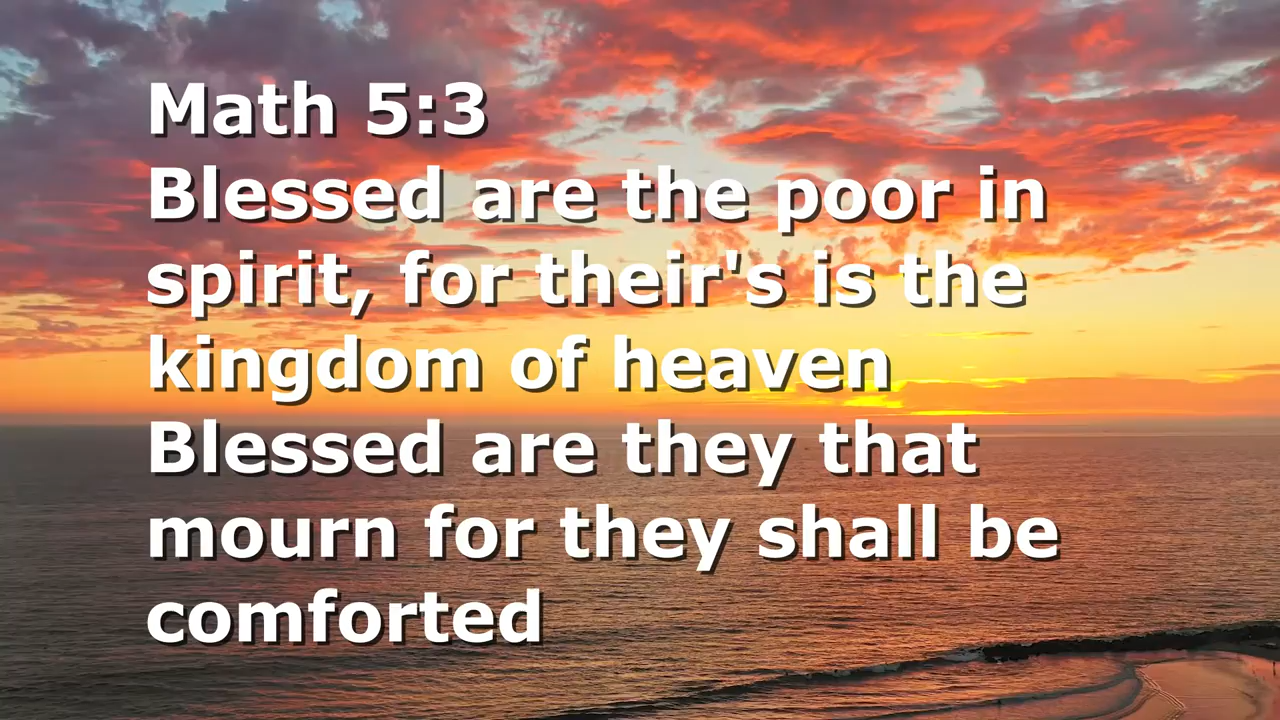 Math 5:3
Blessed are the poor in
spirit, for their's is the
kingdom of heaven
Blessed are they that
mourn for they shall be
comforted